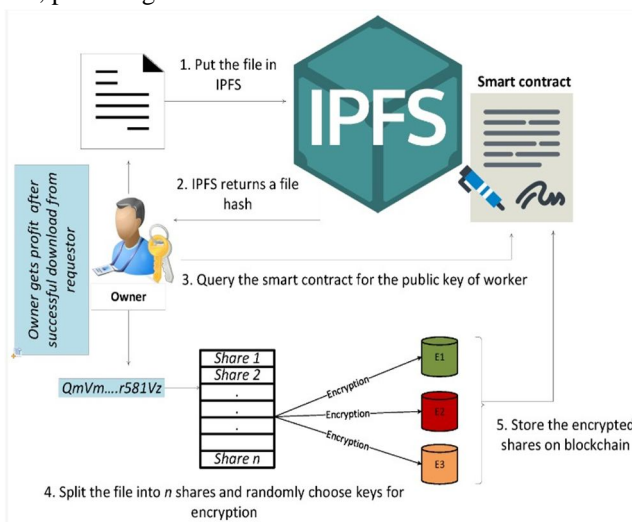 1. Put the file in
IPFS
IPFS
Smart contract
2. IPFS returns a file
hash
Owner gets profit after
successful download from
requestor
3. Query the smart contract for the public key of worker
Owner
QmVm....r581Vz
Share 1
Share 2
.
.
.
Share n
Encryption
Encryption
Encryption
E1
E2
E3
5. Store the encrypted
shares on blockchain
4. Split the file into n shares and randomly choose keys for
encryption